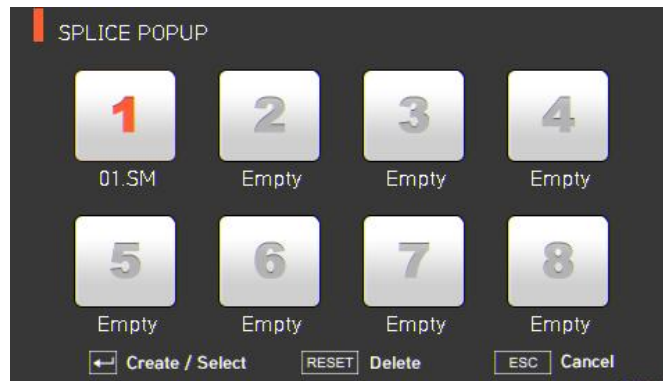 SPLICE POPUP
1 2 3 4
01.SM Empty Empty Empty
5 6 7 8
Empty Empty Empty Empty
Create / Select RESET Delete ESC Cancel